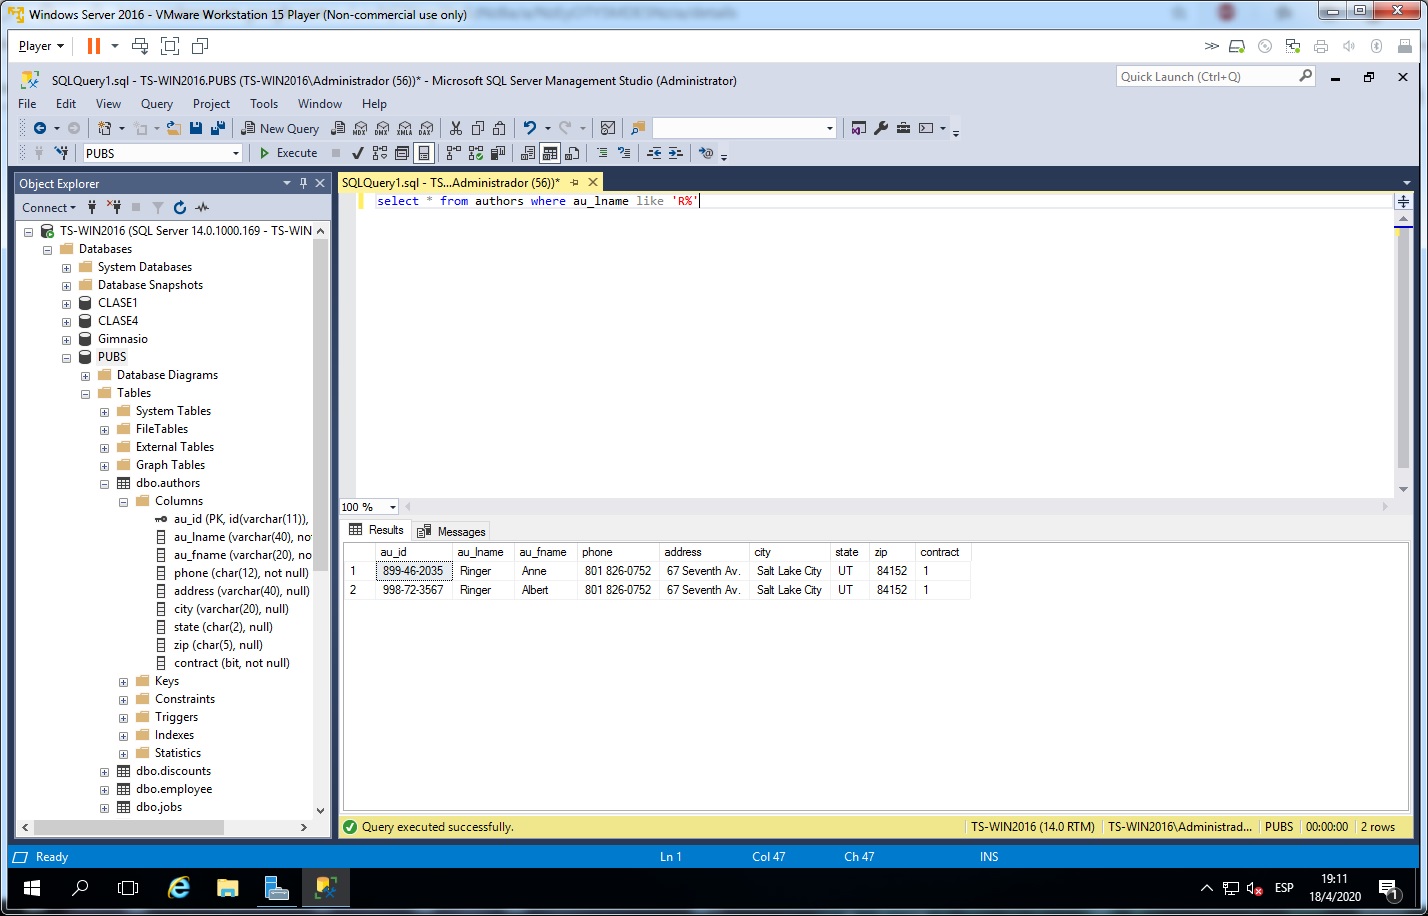 Windows Server 2016 - VMware Workstation 15 Player (Non-commercial use only)
Player
SQLQuery1.sql - TS-WIN2016.PUBS (TS-WIN2016\Administrador (56))* - Microsoft SQL Server Management Studio (Administrator)
Quick Launch (Ctrl+Q)
File Edit View Query Project Tools Window Help
New Query MDX DMX XMLA DAX
PUBS Execute
Object Explorer
Connect
TS-WIN2016 (SQL Server 14.0.1000.169 - TS-WIN
Databases
System Databases
Database Snapshots
CLASE1
CLASE4
Gimnasio
PUBS
Database Diagrams
Tables
System Tables
FileTables
External Tables
Graph Tables
dbo.authors
Columns
au_id (PK, id(varchar(11)),
au_lname (varchar(40), no
au_fname (varchar(20), no
phone (char(12), not null)
address (varchar(40), null)
city (varchar(20), null)
state (char(2), null)
zip (char(5), null)
contract (bit, not null)
Keys
Constraints
Triggers
Indexes
Statistics
dbo.discounts
dbo.employee
dbo.jobs
SQLQuery1.sql - TS...Administrador (56))*
select * from authors where au_lname like 'R%'
100 %
Results Messages
au_id au_lname au_fname phone address city state zip contract
1 899-46-2035 Ringer Anne 801 826-0752 67 Seventh Av. Salt Lake City UT 84152 1
2 998-72-3567 Ringer Albert 801 826-0752 67 Seventh Av. Salt Lake City UT 84152 1
Query executed successfully. TS-WIN2016 (14.0 RTM) TS-WIN2016\Administrad... PUBS 00:00:00 2 rows
Ready Ln 1 Col 47 Ch 47 INS
ESP
19:11
18/4/2020
1